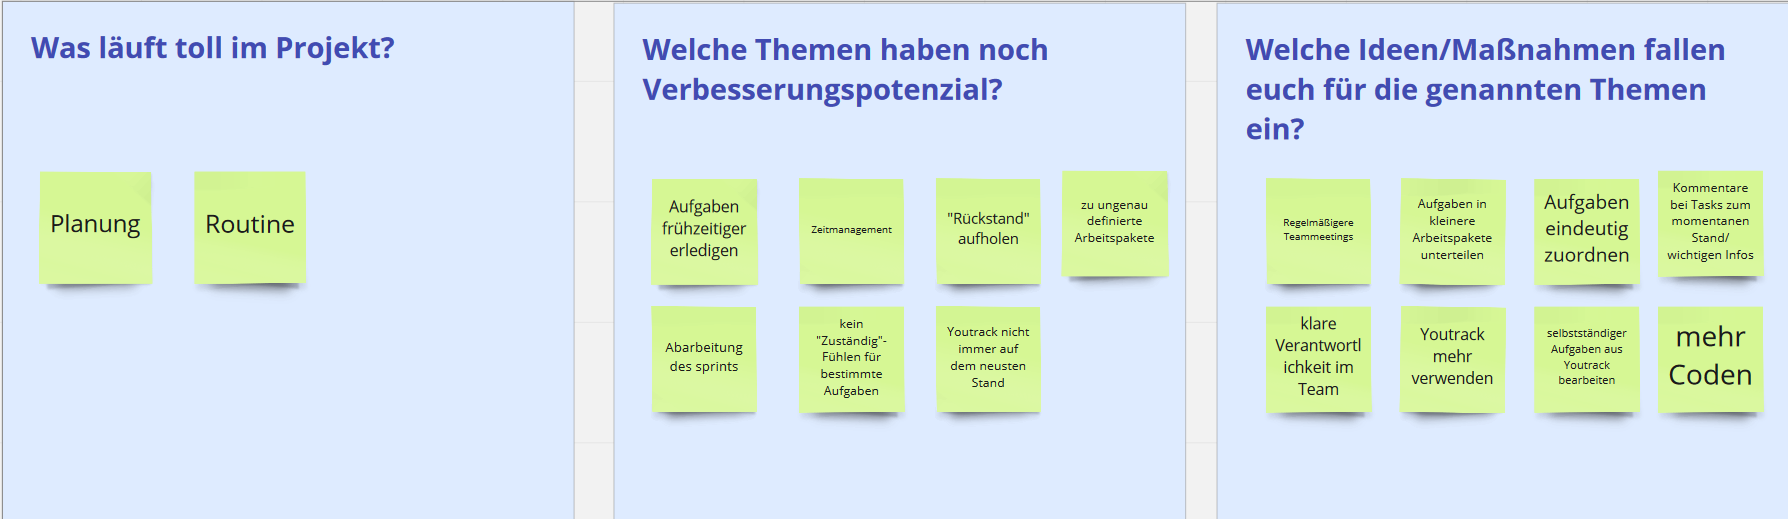 Was läuft toll im Projekt?
Planung
Routine
Welche Themen haben noch
Verbesserungspotenzial?
Aufgaben
frühzeitiger
erledigen
Zeitmanagement
"Rückstand"
aufholen
zu ungenau
definierte
Arbeitspakete
Abarbeitung
des sprints
kein
"Zuständig"-
Fühlen für
bestimmte
Aufgaben
Youtrack nicht
immer auf
dem neusten
Stand
Welche Ideen/Maßnahmen fallen
euch für die genannten Themen
ein?
Regelmäßigere
Teammeetings
Aufgaben in
kleinere
Arbeitspakete
unterteilen
Aufgaben
eindeutig
zuordnen
Kommentare
bei Tasks zum
momentanen
Stand/
wichtigen Infos
klare
Verantwortl
ichkeit im
Team
Youtrack
mehr
verwenden
selbstständiger
Aufgaben aus
Youtrack
bearbeiten
mehr
Coden